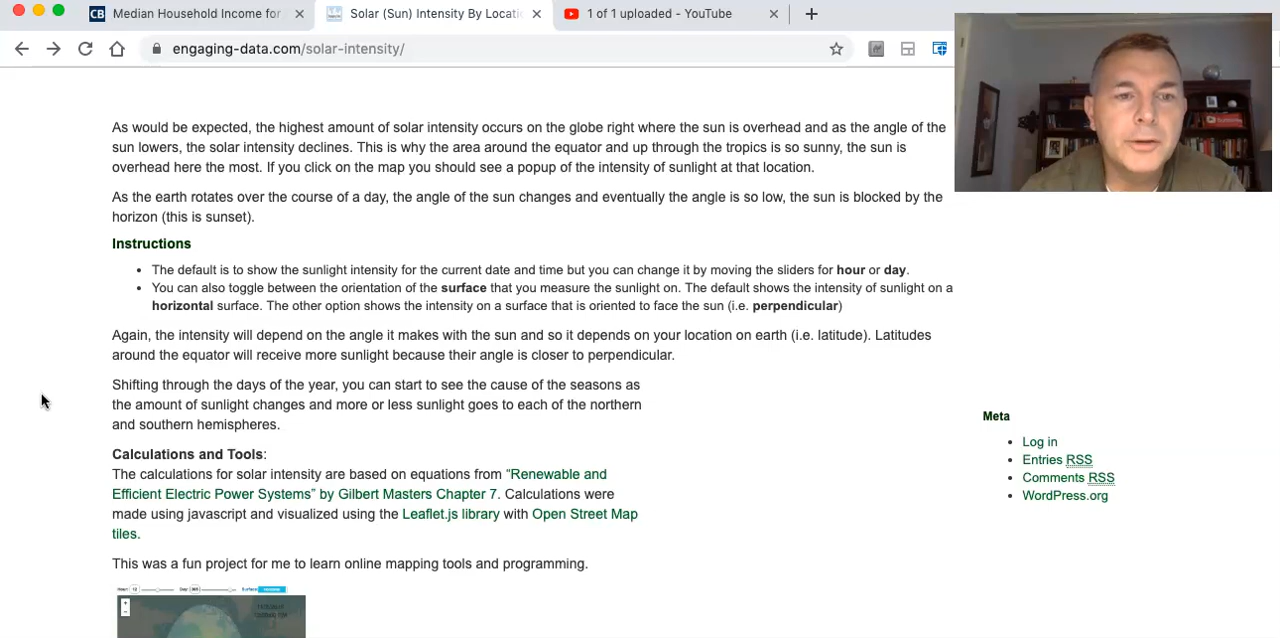 Median Household Income for
Solar (Sun) Intensity By Locati
1 of 1 uploaded - YouTube
engaging-data.com/solar-intensity/
As would be expected, the highest amount of solar intensity occurs on the globe right where the sun is overhead and as the angle of the
sun lowers, the solar intensity declines. This is why the area around the equator and up through the tropics is so sunny, the sun is
overhead here the most. If you click on the map you should see a popup of the intensity of sunlight at that location.
As the earth rotates over the course of a day, the angle of the sun changes and eventually the angle is so low, the sun is blocked by the
horizon (this is sunset).
Instructions
• The default is to show the sunlight intensity for the current date and time but you can change it by moving the sliders for hour or day.
• You can also toggle between the orientation of the surface that you measure the sunlight on. The default shows the intensity of sunlight on a
horizontal surface. The other option shows the intensity on a surface that is oriented to face the sun (i.e. perpendicular)
Again, the intensity will depend on the angle it makes with the sun and so it depends on your location on earth (i.e. latitude). Latitudes
around the equator will receive more sunlight because their angle is closer to perpendicular.
Shifting through the days of the year, you can start to see the cause of the seasons as
the amount of sunlight changes and more or less sunlight goes to each of the northern
and southern hemispheres.
Calculations and Tools:
The calculations for solar intensity are based on equations from “Renewable and
Efficient Electric Power Systems” by Gilbert Masters Chapter 7. Calculations were
made using javascript and visualized using the Leaflet.js library with Open Street Map
tiles.
This was a fun project for me to learn online mapping tools and programming.
Meta
• Log in
• Entries RSS
• Comments RSS
• WordPress.org